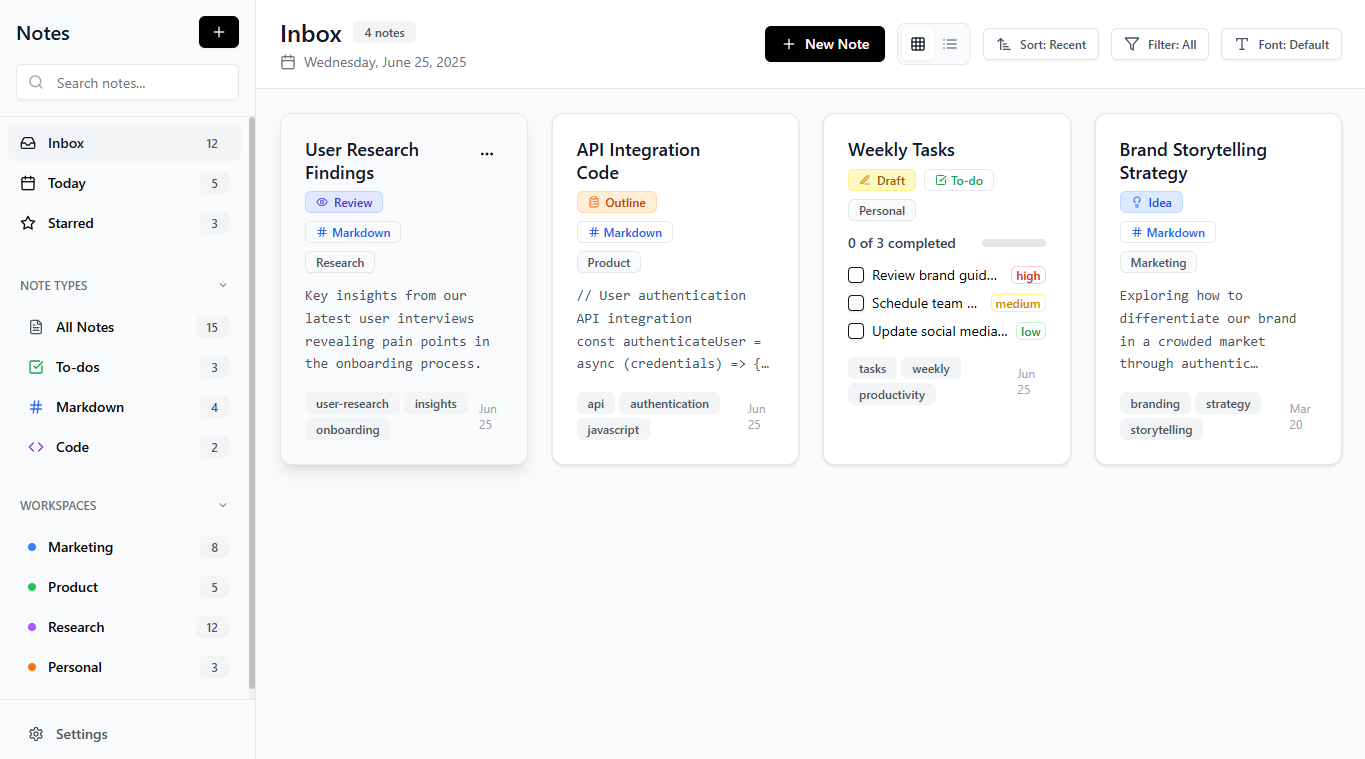 Notes
Search notes...
Inbox 12
Today 5
Starred 3
NOTE TYPES
All Notes 15
To-dos 3
Markdown 4
Code 2
WORKSPACES
Marketing 8
Product 5
Research 12
Personal 3
Settings
Inbox 4 notes
Wednesday, June 25, 2025
New Note
Sort: Recent
Filter: All
Font: Default
User Research
Findings
Review
Markdown
Research
Key insights from our
latest user interviews
revealing pain points in
the onboarding process.
user-research insights
onboarding
Jun
25
API Integration
Code
Outline
Markdown
Product
// User authentication
API integration
const authenticateUser =
async (credentials) => {…
api authentication
javascript
Jun
25
Weekly Tasks
Draft To-do
Personal
0 of 3 completed
Review brand guid... high
Schedule team ... medium
Update social media... low
tasks weekly
productivity
Jun
25
Brand Storytelling
Strategy
Idea
Markdown
Marketing
Exploring how to
differentiate our brand
in a crowded market
through authentic…
branding strategy
storytelling
Mar
20